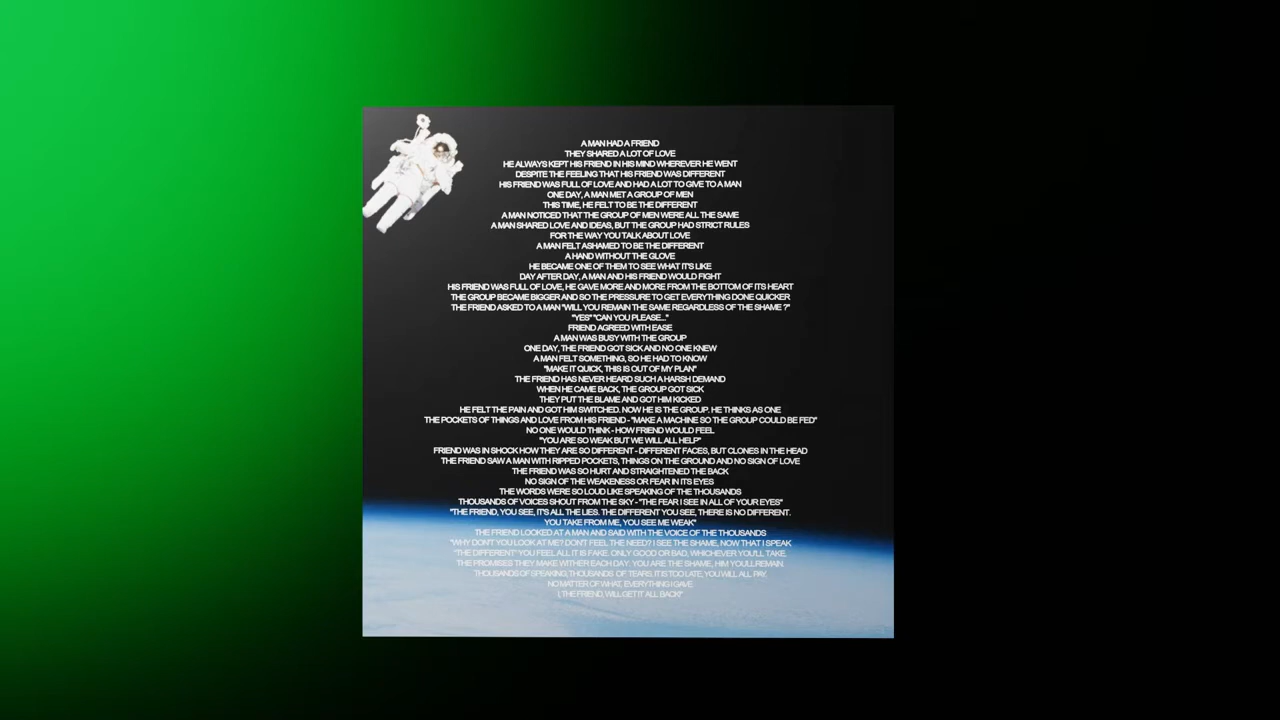 A MAN HAD A FRIEND
THEY SHARED A LOT OF LOVE
HE ALWAYS KEPT HIS FRIEND IN HIS MIND WHEREVER HE WENT
DESPITE THE FEELING THAT HIS FRIEND WAS DIFFERENT
HIS FRIEND WAS FULL OF LOVE AND HAD A LOT TO GIVE TO A MAN
ONE DAY, A MAN MET A GROUP OF MEN
THIS TIME, HE FELT TO BE THE DIFFERENT
A MAN NOTICED THAT THE GROUP OF MEN WERE ALL THE SAME
A MAN SHARED LOVE AND IDEAS, BUT THE GROUP HAD STRICT RULES
FOR THE WAY YOU TALK ABOUT LOVE
A MAN FELT ASHAMED TO BE THE DIFFERENT
A HAND WITHOUT THE GLOVE
HE BECAME ONE OF THEM TO SEE WHAT IT'S LIKE
DAY AFTER DAY, A MAN AND HIS FRIEND WOULD FIGHT
HIS FRIEND WAS FULL OF LOVE, HE GAVE MORE AND MORE FROM THE BOTTOM OF ITS HEART
THE GROUP BECAME BIGGER AND SO THE PRESSURE TO GET EVERYTHING DONE QUICKER
THE FRIEND ASKED TO A MAN "WILL YOU REMAIN THE SAME REGARDLESS OF THE SHAME ?"
"YES" "CAN YOU PLEASE..."
FRIEND AGREED WITH EASE
A MAN WAS BUSY WITH THE GROUP
ONE DAY, THE FRIEND GOT SICK AND NO ONE KNEW
A MAN FELT SOMETHING, SO HE HAD TO KNOW
"MAKE IT QUICK, THIS IS OUT OF MY PLAN"
THE FRIEND HAS NEVER HEARD SUCH A HARSH DEMAND
WHEN HE CAME BACK, THE GROUP GOT SICK
THEY PUT THE BLAME AND GOT HIM KICKED
HE FELT THE PAIN AND GOT HIM SWITCHED. NOW HE IS THE GROUP. HE THINKS AS ONE
THE POCKETS OF THINGS AND LOVE FROM HIS FRIEND - "MAKE A MACHINE SO THE GROUP COULD BE FED"
NO ONE WOULD THINK - HOW FRIEND WOULD FEEL
"YOU ARE SO WEAK BUT WE WILL ALL HELP"
FRIEND WAS IN SHOCK HOW THEY ARE SO DIFFERENT - DIFFERENT FACES, BUT CLONES IN THE HEAD
THE FRIEND SAW A MAN WITH RIPPED POCKETS, THINGS ON THE GROUND AND NO SIGN OF LOVE
THE FRIEND WAS SO HURT AND STRAIGHTENED THE BACK
NO SIGN OF THE WEAKNESS OR FEAR IN ITS EYES
THE WORDS WERE SO LOUD LIKE SPEAKING OF THE THOUSANDS
THOUSANDS OF VOICES SHOUT FROM THE SKY - "THE FEAR I SEE IN ALL OF YOUR EYES"
"THE FRIEND, YOU SEE, IT'S ALL THE LIES. THE DIFFERENT YOU SEE, THERE IS NO DIFFERENT.
YOU TAKE FROM ME, YOU SEE ME WEAK"
THE FRIEND LOOKED AT A MAN AND SAID WITH THE VOICE OF THE THOUSANDS
"WHY DON'T YOU LOOK AT ME? DON'T FEEL THE NEED? I SEE THE SHAME, NOW THAT I SPEAK
"THE DIFFERENT" YOU FEEL ALL IT IS FAKE. ONLY GOOD OR BAD, WHICHEVER YOU'LL TAKE,
THE PROMISES THEY MAKE WITHER EACH DAY. YOU ARE THE SHAME, HIM YOU'LL REMAIN.
THOUSANDS OF SPEAKING, THOUSANDS OF TEARS, IT IS TOO LATE, YOU WILL ALL PAY.
NO MATTER OF WHAT, EVERYTHING I GAVE
I, THE FRIEND, WILL GET IT ALL BACK!"